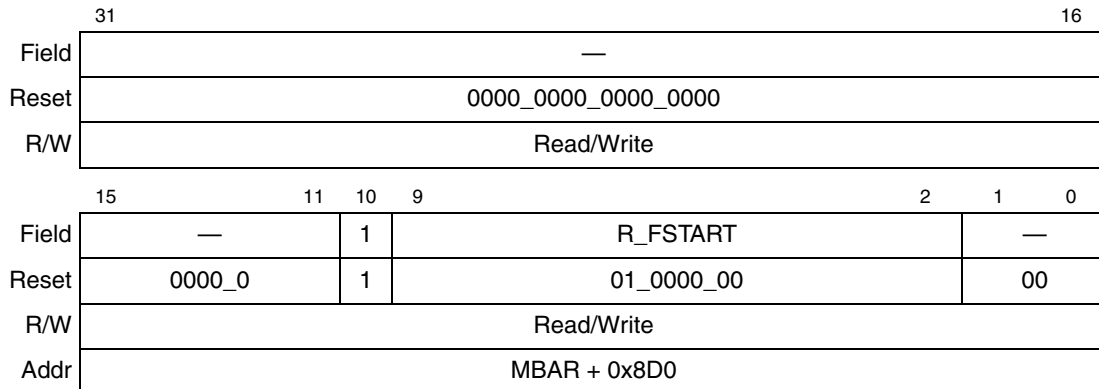 31 16
Field —
Reset 0000_0000_0000_0000
R/W Read/Write
15 11 10 9 2 1 0
Field — 1 R_FSTART —
Reset 0000_0 1 01_0000_00 00
R/W Read/Write
Addr MBAR + 0x8D0